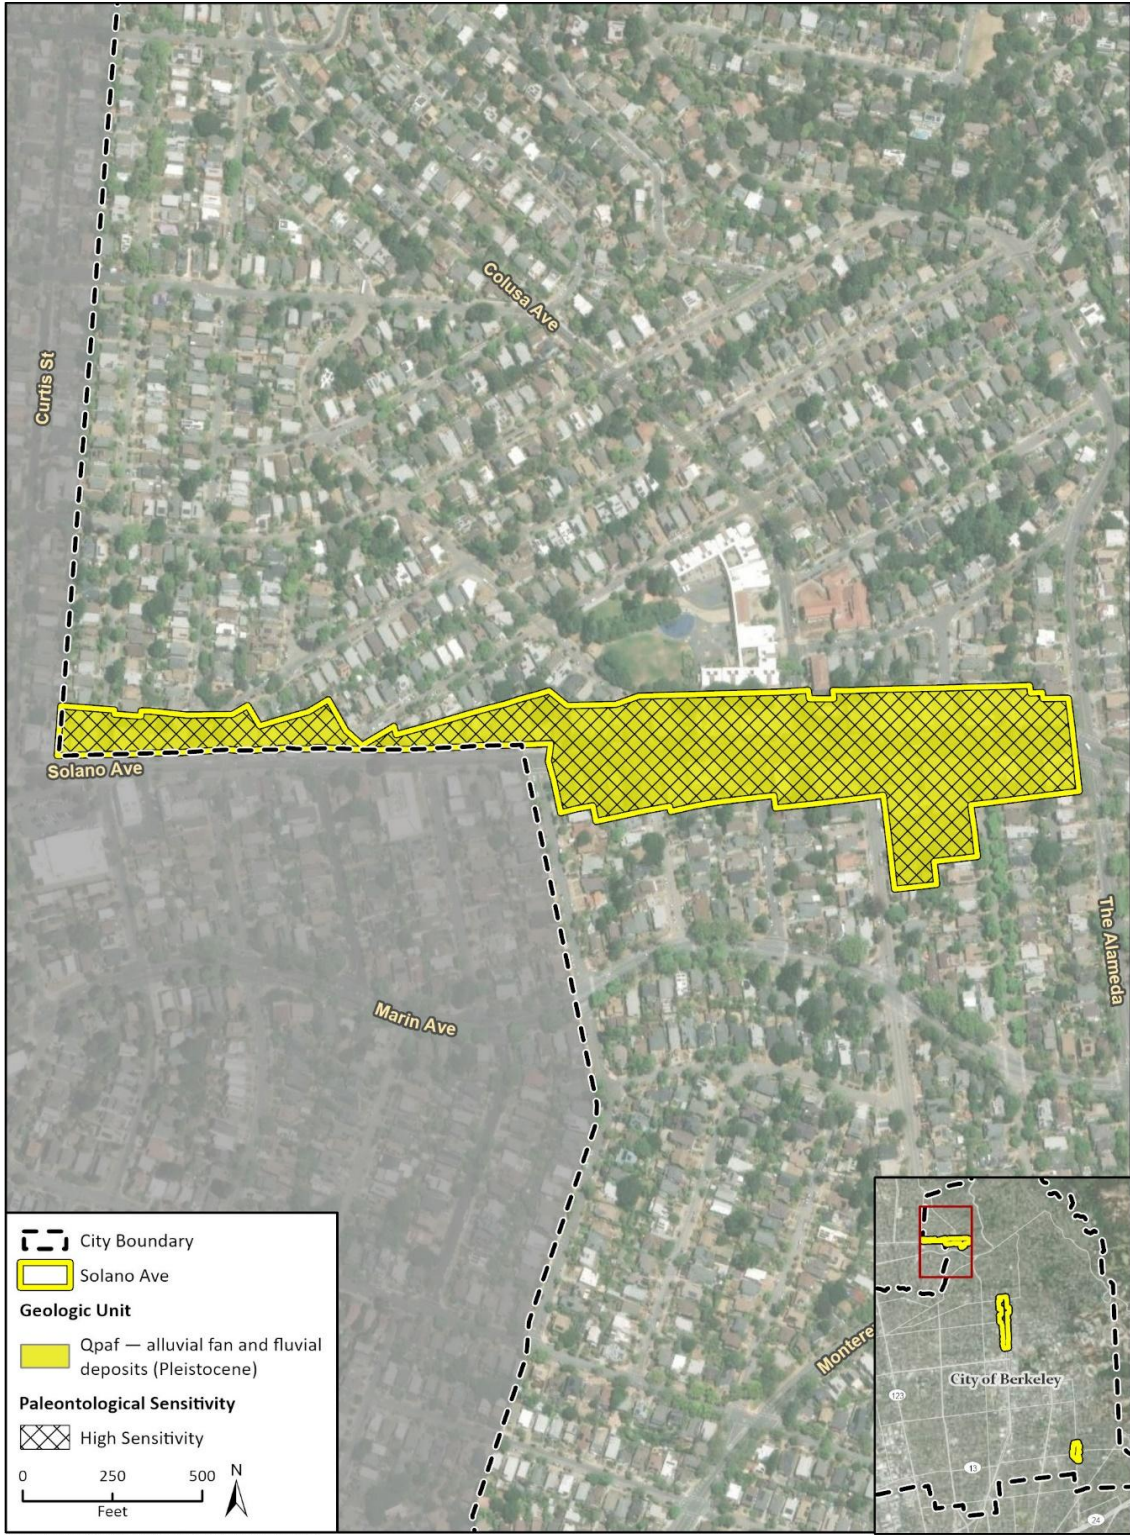 Colusa Ave
Curtis St
Solano Ave
The Alameda
Marin Ave
City Boundary
Solano Ave
Geologic Unit
Qpaf — alluvial fan and fluvial
deposits (Pleistocene)
Paleontological Sensitivity
High Sensitivity
0 250 500
Feet
N
City of Berkeley
123
13
24